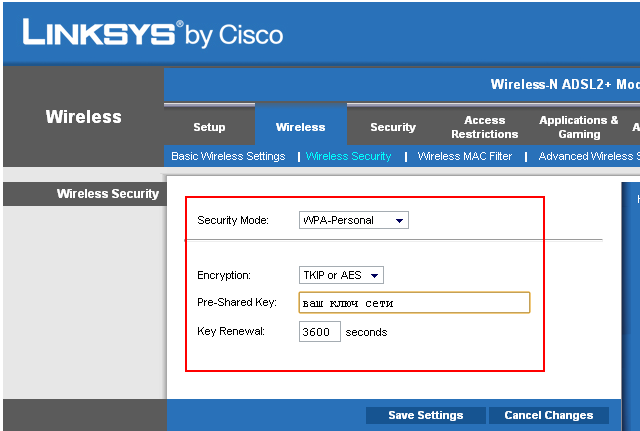 LINKSYS® by Cisco
Wireless-N ADSL2+
Wireless
Setup
Wireless
Security
Access Restrictions
Applications & Gaming
Basic Wireless Settings | Wireless Security | Wireless MAC Filter | Advanced Wireless
Wireless Security
Security Mode: WPA-Personal
Encryption: TKIP or AES
Pre-Shared Key: ваш ключ сети
Key Renewal: 3600 seconds
Save Settings Cancel Changes